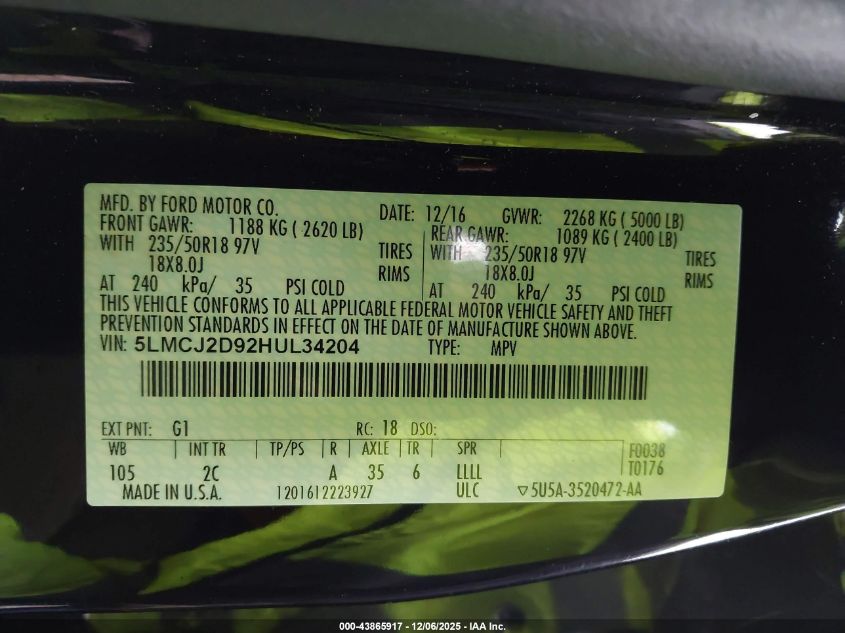 MFD. BY FORD MOTOR CO.
DATE: 12/16 GVWR: 2268 KG ( 5000 LB)
FRONT GAWR: 1188 KG ( 2620 LB)
WITH 235/50R18 97V TIRES
18X8.0J RIMS
AT 240 kPa/ 35 PSI COLD
REAR GAWR: 1089 KG ( 2400 LB)
WITH 235/50R18 97V TIRES
18X8.0J RIMS
AT 240 kPa/ 35 PSI COLD
THIS VEHICLE CONFORMS TO ALL APPLICABLE FEDERAL MOTOR VEHICLE SAFETY AND THEFT
PREVENTION STANDARDS IN EFFECT ON THE DATE OF MANUFACTURE SHOWN ABOVE.
VIN: 5LMCJ2D92HUL34204 TYPE: MPV
EXT PNT: G1 RC: 18 DSO:
WB INT TR TP/PS R AXLE TR SPR F0038
105 2C A 35 6 LLLL T0176
MADE IN U.S.A. 1201612223927 ULC ▽5U5A-3520472-AA
000-43865917 - 12/06/2025 - IAA Inc.